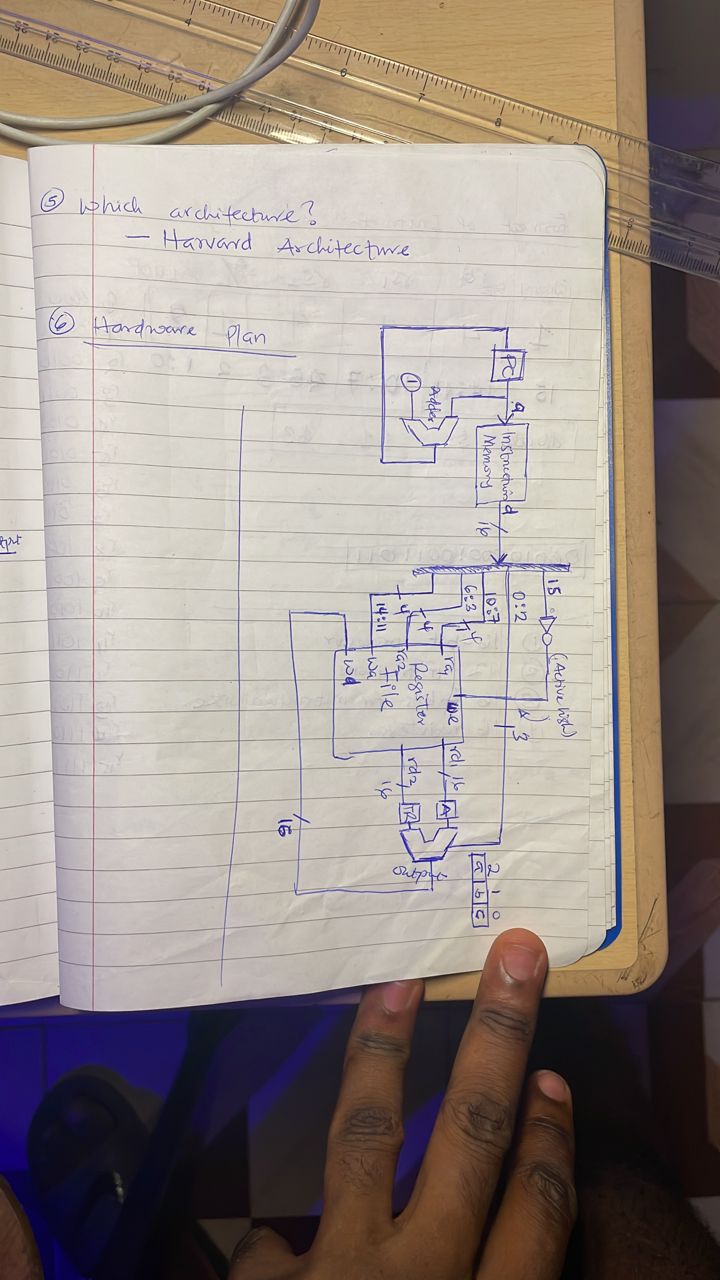 ⑤ Which architecture?
— Harvard Architecture
⑥ Hardware Plan
PC
a
①
Adder
Instruction
Memory
d
16
15
(Active high)
0:2
3
10:7
4
6:3
4
14:11
4
ra1
ra2
wa
wd
we
Register
File
rd1
16
rd2
16
A
16
2 1 0
a b c